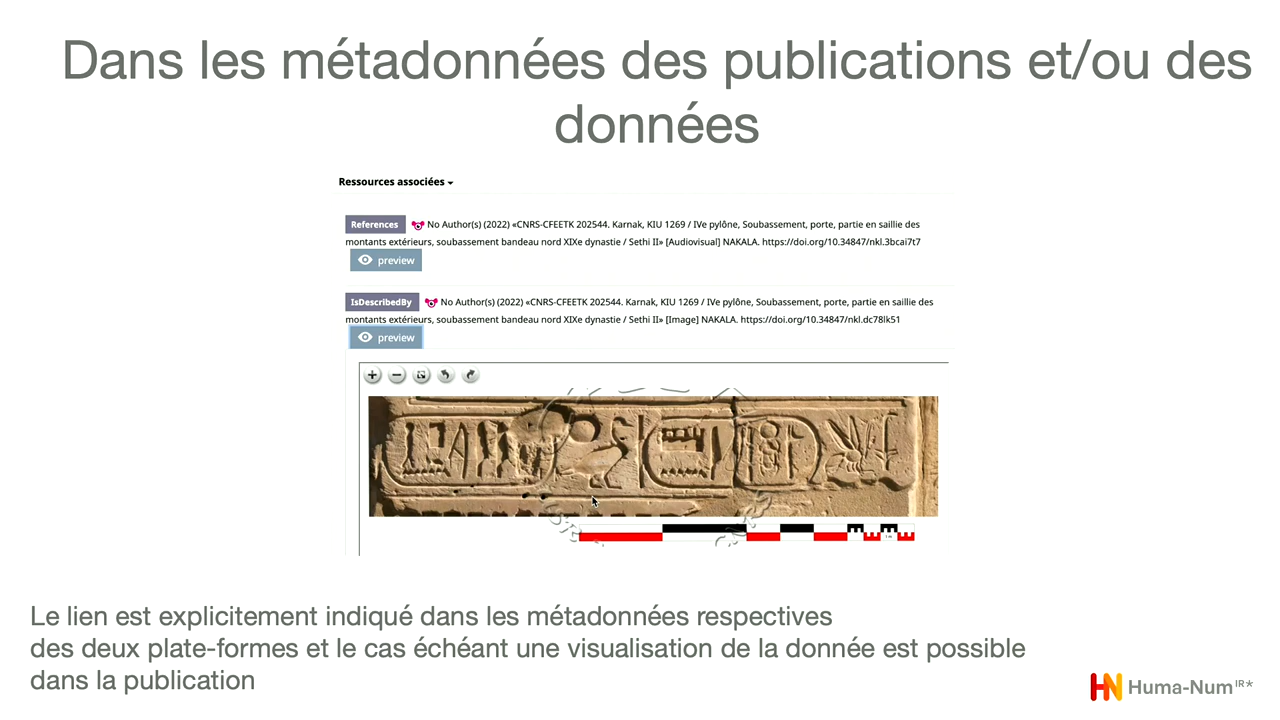 Dans les métadonnées des publications et/ou des
données
Ressources associées
References No Author(s) (2022) «CNRS-CFEETK 202544. Karnak, KIU 1269 / IVe pylône, Soubassement, porte, partie en saillie des
montants extérieurs, soubassement bandeau nord XIXe dynastie / Sethi II» [Audiovisual] NAKALA. https://doi.org/10.34847/nkl.3bcai7t7
preview
IsDescribedBy No Author(s) (2022) «CNRS-CFEETK 202544. Karnak, KIU 1269 / IVe pylône, Soubassement, porte, partie en saillie des
montants extérieurs, soubassement bandeau nord XIXe dynastie / Sethi II» [Image] NAKALA. https://doi.org/10.34847/nkl.dc78lk51
preview
Le lien est explicitement indiqué dans les métadonnées respectives
des deux plate-formes et le cas échéant une visualisation de la donnée est possible
dans la publication
Huma-Num IR*